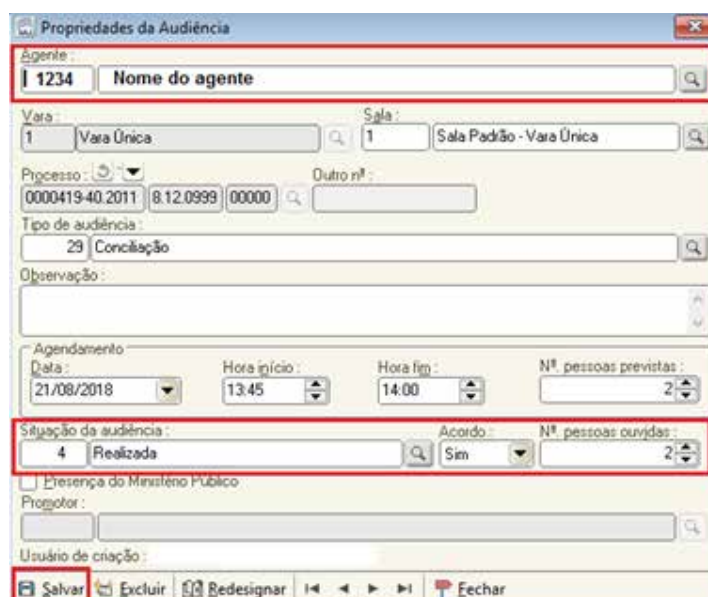 Propriedades da Audiência
Agente :
1234 Nome do agente
Vara : Sala :
1 Vara Única 1 Sala Padrão - Vara Única
Processo : Outro nº :
0000419-40.2011 8.12.0999 00000
Tipo de audiência :
29 Conciliação
Observação :
Agendamento
Data : Hora início : Hora fim : Nº. pessoas previstas :
21/08/2018 13:45 14:00 2
Situação da audiência : Acordo : Nº. pessoas ouvidas :
4 Realizada Sim 2
Presença do Ministério Público
Promotor :
Usuário de criação :
Salvar Excluir Redesignar Fechar